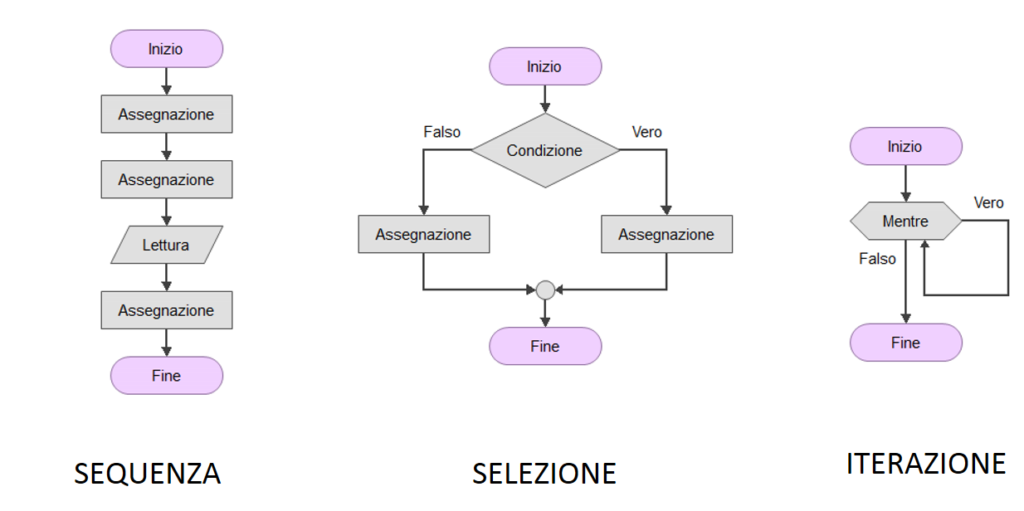 Inizio
Assegnazione
Assegnazione
Lettura
Assegnazione
Fine
SEQUENZA
Inizio
Falso
Vero
Condizione
Assegnazione
Assegnazione
Fine
SELEZIONE
Inizio
Vero
Mentre
Falso
Fine
ITERAZIONE